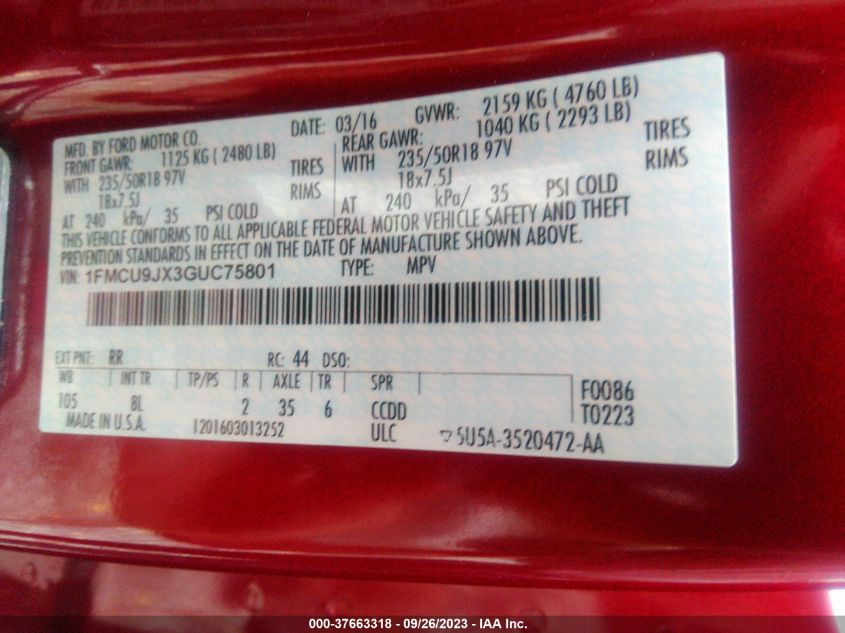 MFD. BY FORD MOTOR CO. DATE: 03/16 GVWR: 2159 KG ( 4760 LB)
FRONT GAWR: 1125 KG ( 2480 LB) REAR GAWR: 1040 KG ( 2293 LB)
WITH 235/50R18 97V TIRES WITH 235/50R18 97V TIRES
18x7.5J RIMS 18x7.5J RIMS
AT 240 kPa/ 35 PSI COLD AT 240 kPa/ 35 PSI COLD
THIS VEHICLE CONFORMS TO ALL APPLICABLE FEDERAL MOTOR VEHICLE SAFETY AND THEFT
PREVENTION STANDARDS IN EFFECT ON THE DATE OF MANUFACTURE SHOWN ABOVE.
VIN: 1FMCU9JX3GUC75801 TYPE: MPV
EXT PNT: RR RC: 44 DSO:
WB INT TR TP/PS R AXLE TR SPR F0086
105 8L 2 35 6 CCDD T0223
MADE IN U.S.A. 1201603013252 ULC 5U5A-3520472-AA
000-37663318 - 09/26/2023 - IAA Inc.